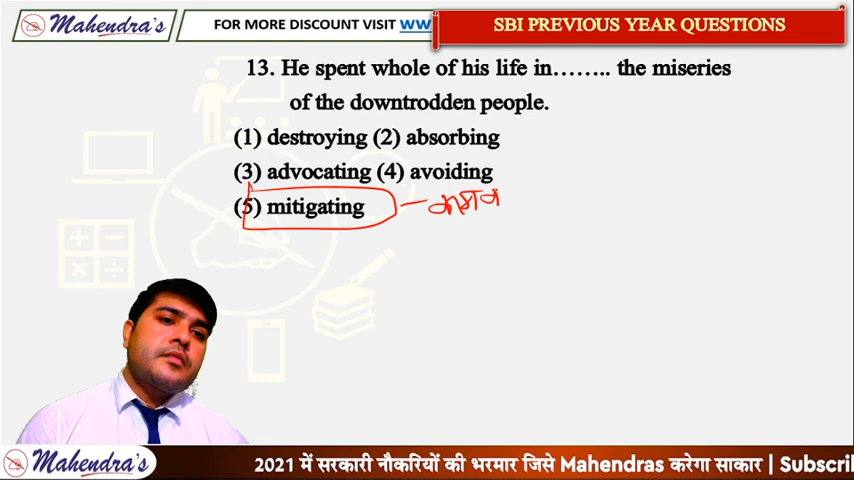 Mahendra's
FOR MORE DISCOUNT VISIT WW
SBI PREVIOUS YEAR QUESTIONS
13. He spent whole of his life in…….. the miseries
of the downtrodden people.
(1) destroying (2) absorbing
(3) advocating (4) avoiding
(5) mitigating
Mahendra's
2021 में सरकारी नौकरियों की भरमार जिसे Mahendras करेगा साकार | Subscri